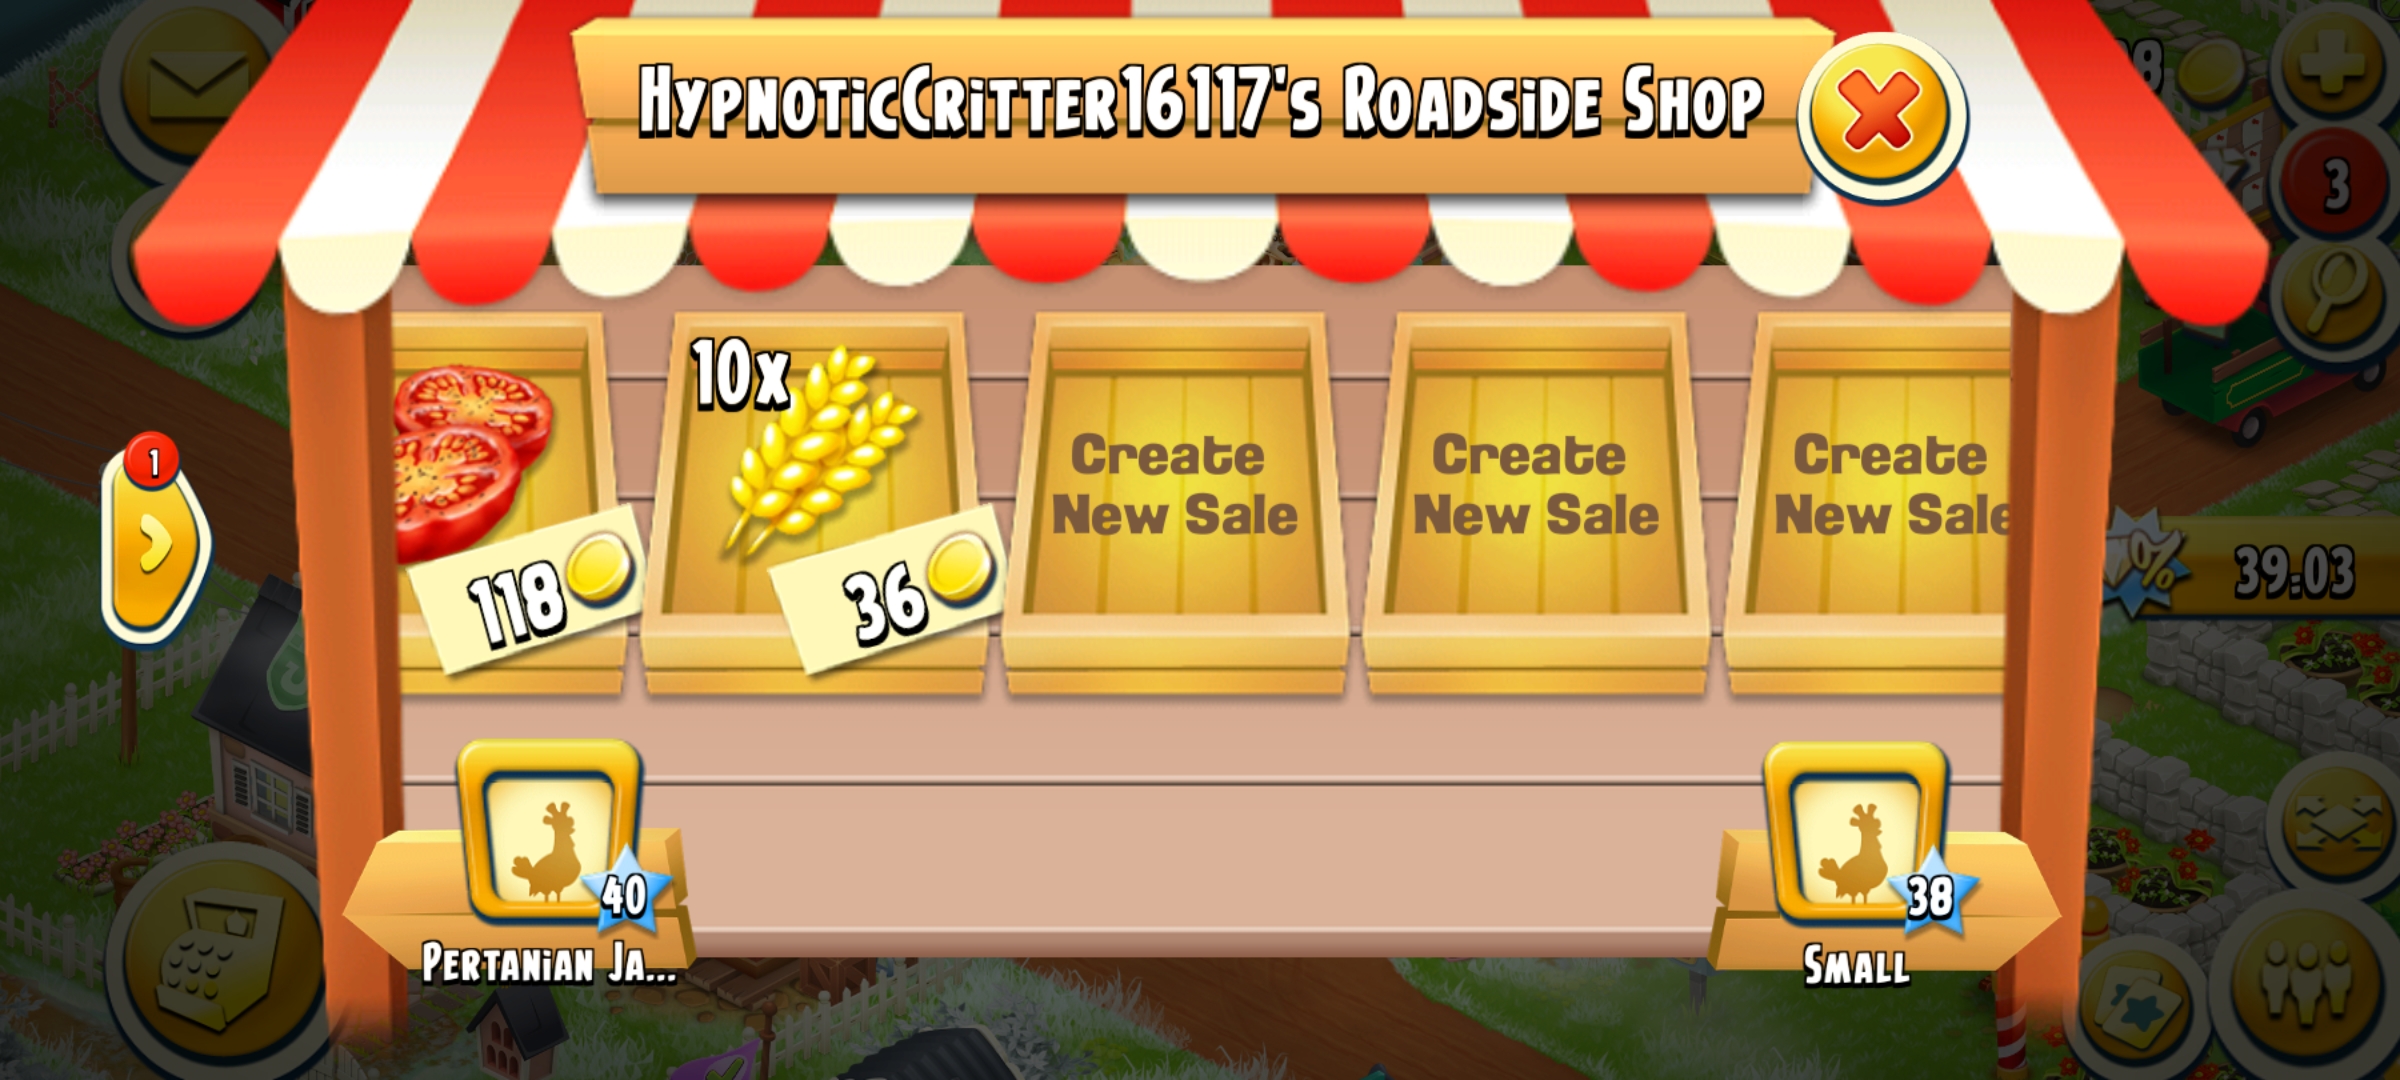 HypnoticCritter16117's Roadside Shop
3
1
10x
Create
New Sale
Create
New Sale
Create
New Sale
118
36
39:03
40
Pertanian Ja...
38
Small